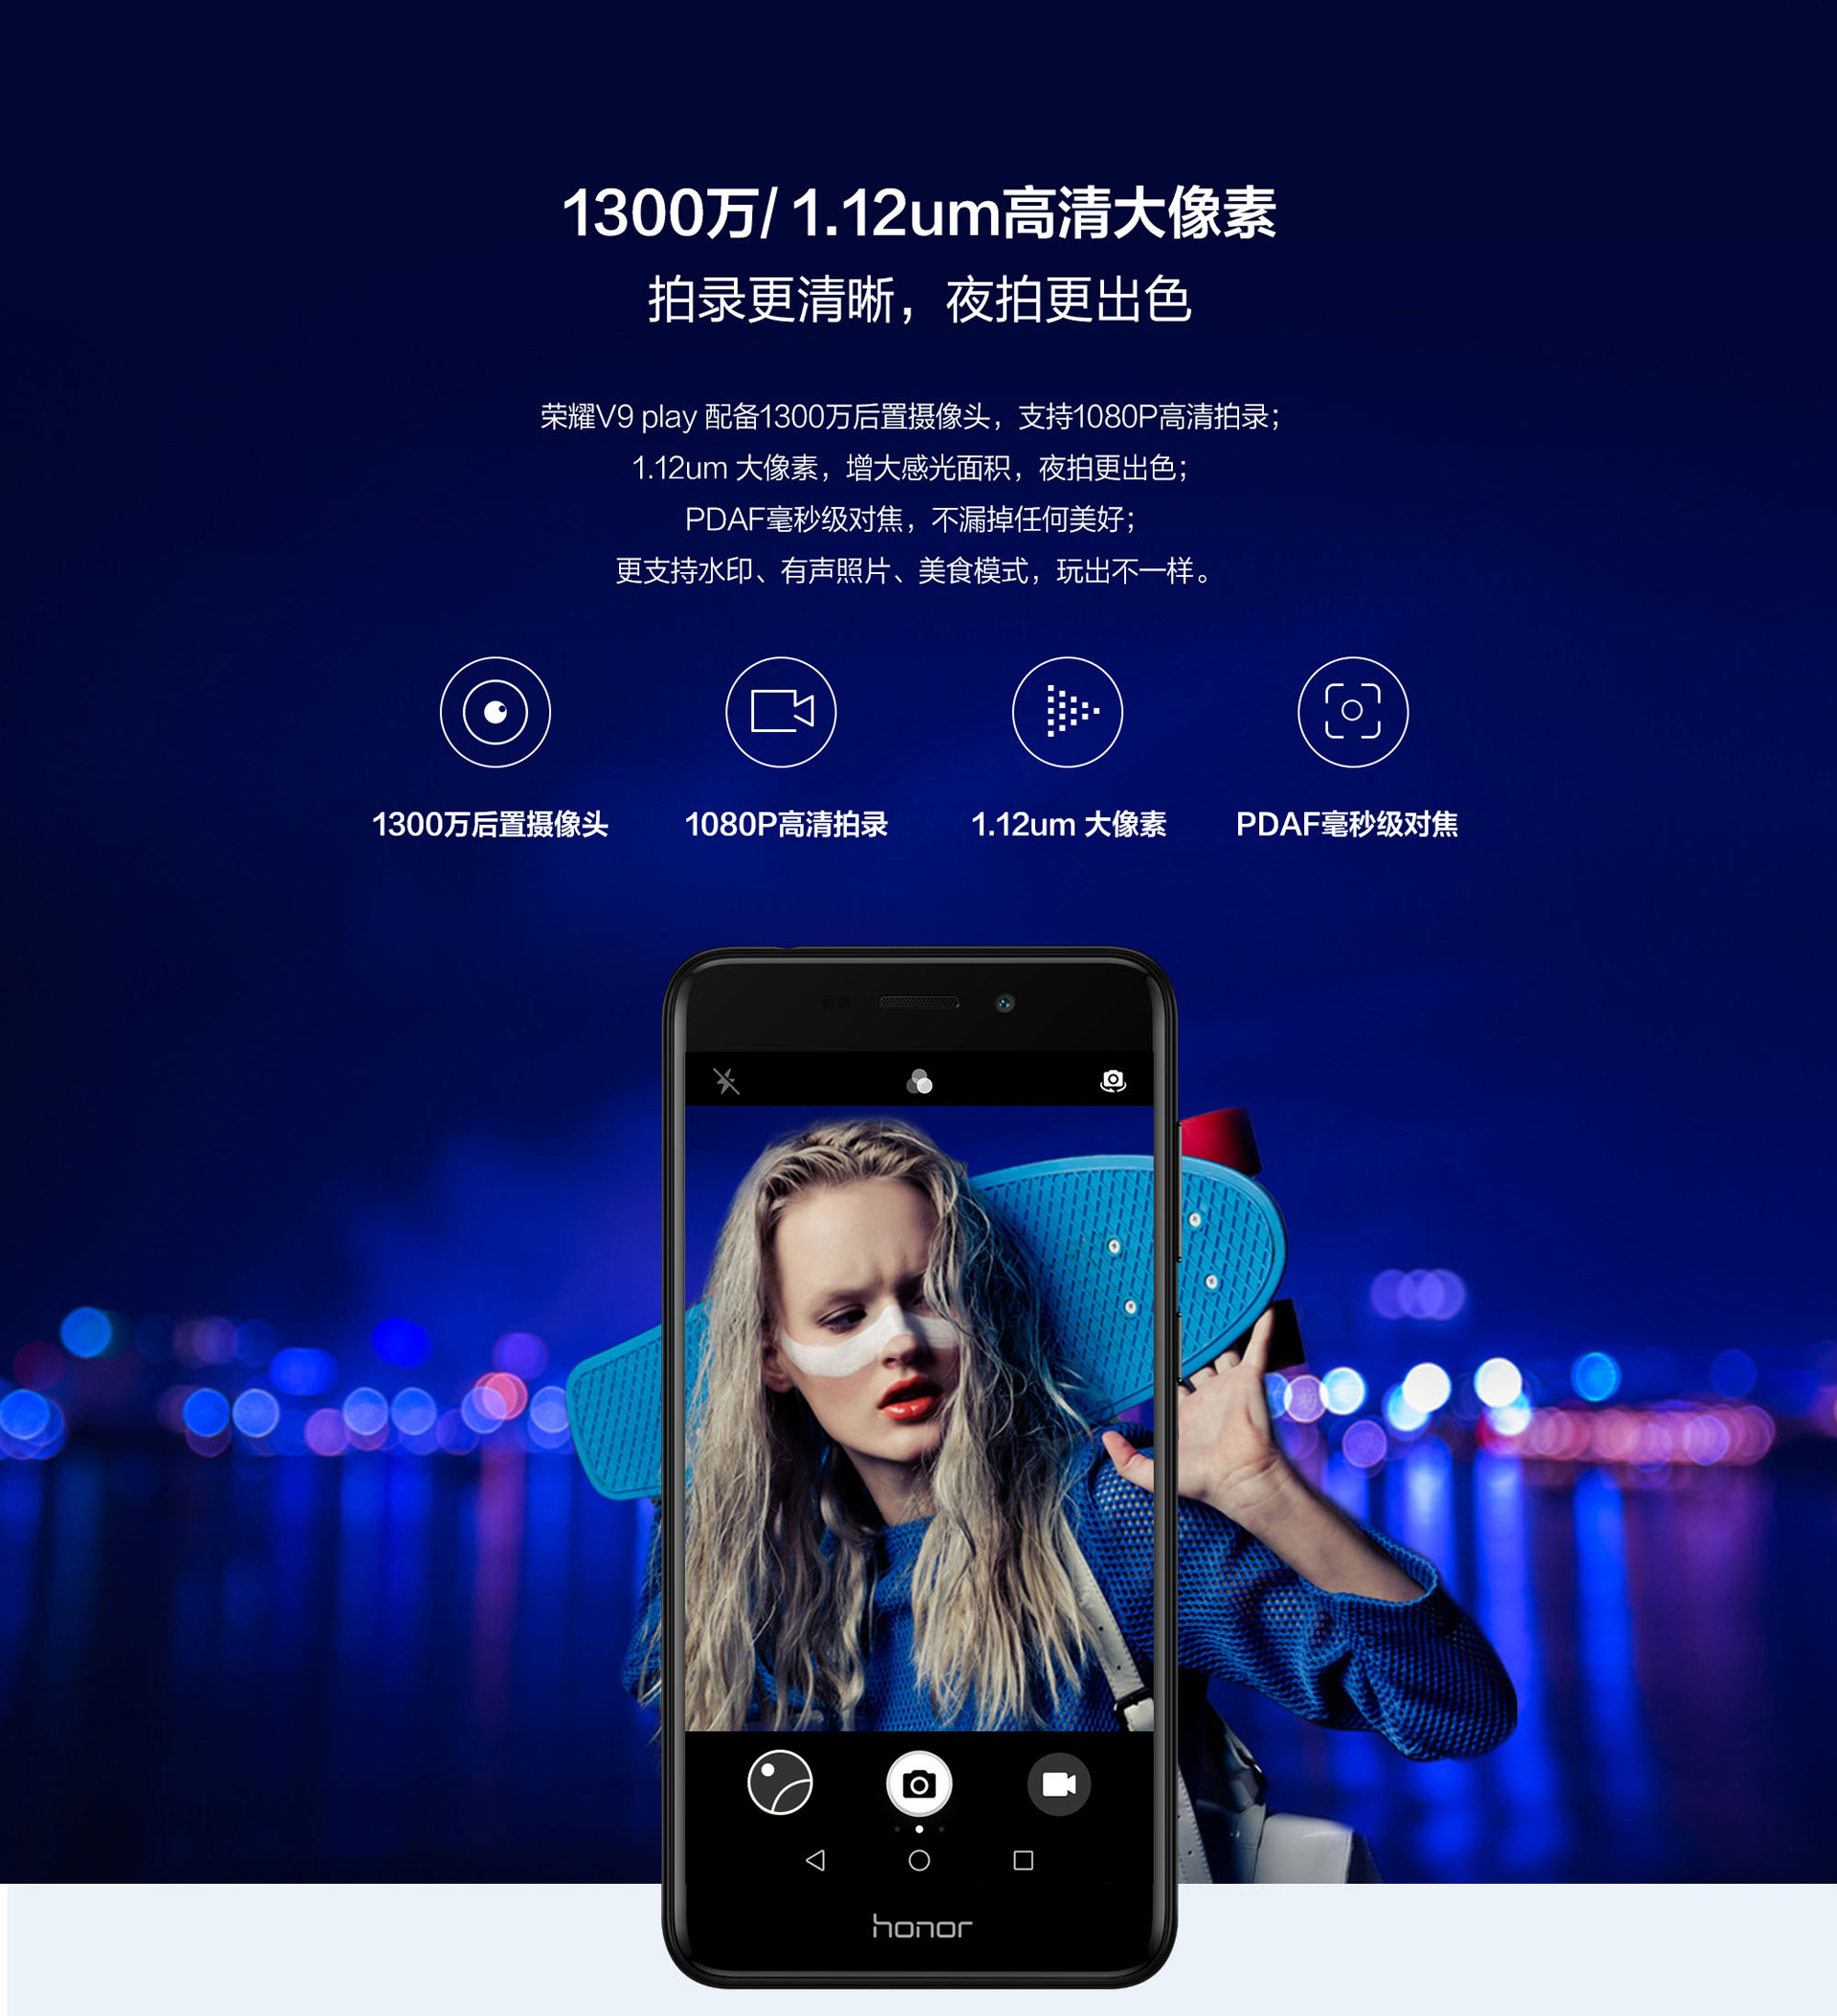 1300万/ 1.12um高清大像素
拍录更清晰，夜拍更出色
荣耀V9 play 配备1300万后置摄像头，支持1080P高清拍录；
1.12um 大像素，增大感光面积，夜拍更出色；
PDAF毫秒级对焦，不漏掉任何美好；
更支持水印、有声照片、美食模式，玩出不一样。
1300万后置摄像头
1080P高清拍录
1.12um 大像素
PDAF毫秒级对焦
honor